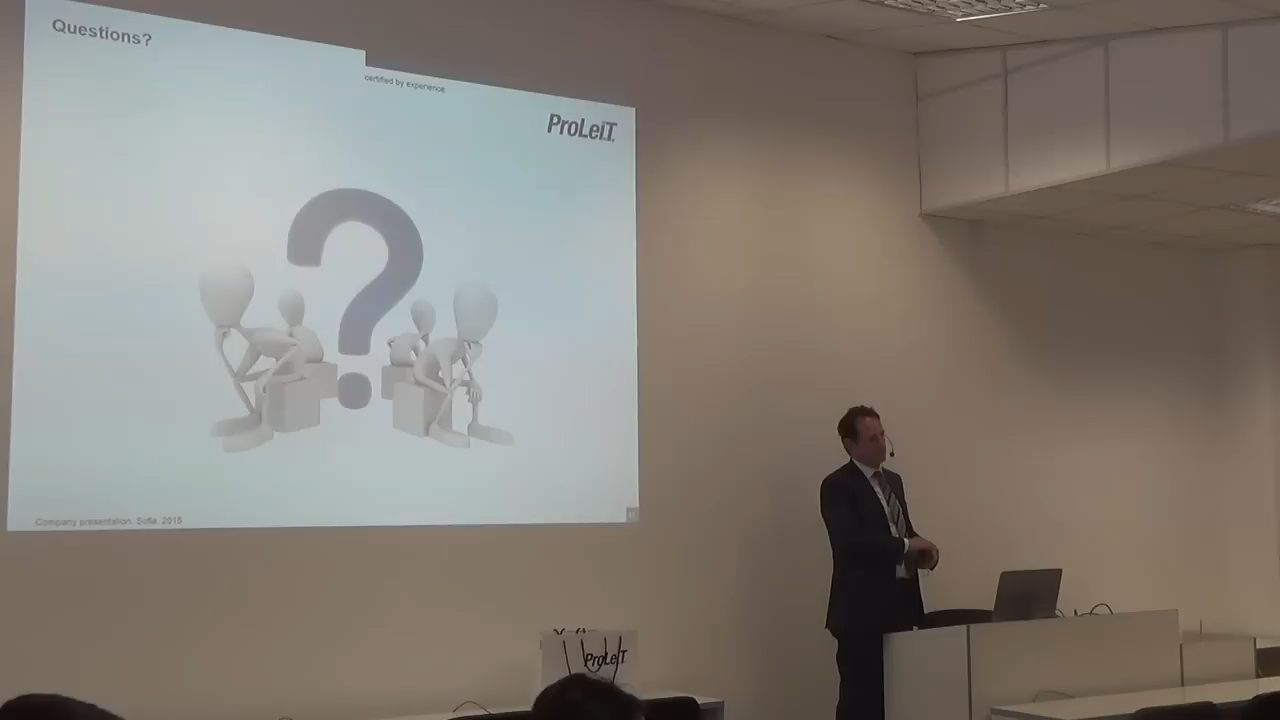 Questions?
certified by experience
ProLeiT
Company presentation. Sofia, 2015
ProLeiT